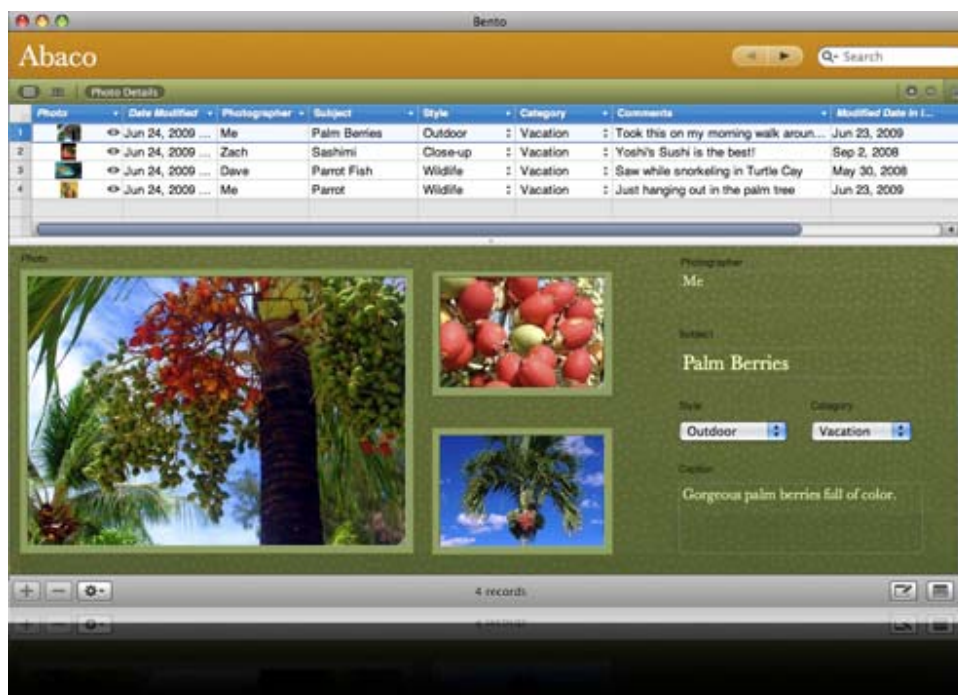 Bento
Abaco
Search
Photo Details
Photo Date Modified Photographer Subject Style Category Comments Modified Date in I...
1 Jun 24, 2009 ... Me Palm Berries Outdoor Vacation Took this on my morning walk aroun... Jun 23, 2009
2 Jun 24, 2009 ... Zach Sashimi Close-up Vacation Yoshi's Sushi is the best! Sep 2, 2008
3 Jun 24, 2009 ... Dave Parrot Fish Wildlife Vacation Saw while snorkeling in Turtle Cay May 30, 2008
4 Jun 24, 2009 ... Me Parrot Wildlife Vacation Just hanging out in the palm tree Jun 23, 2009
Photo
Photographer
Me
Subject
Palm Berries
Style Category
Outdoor Vacation
Caption
Gorgeous palm berries full of color.
4 records